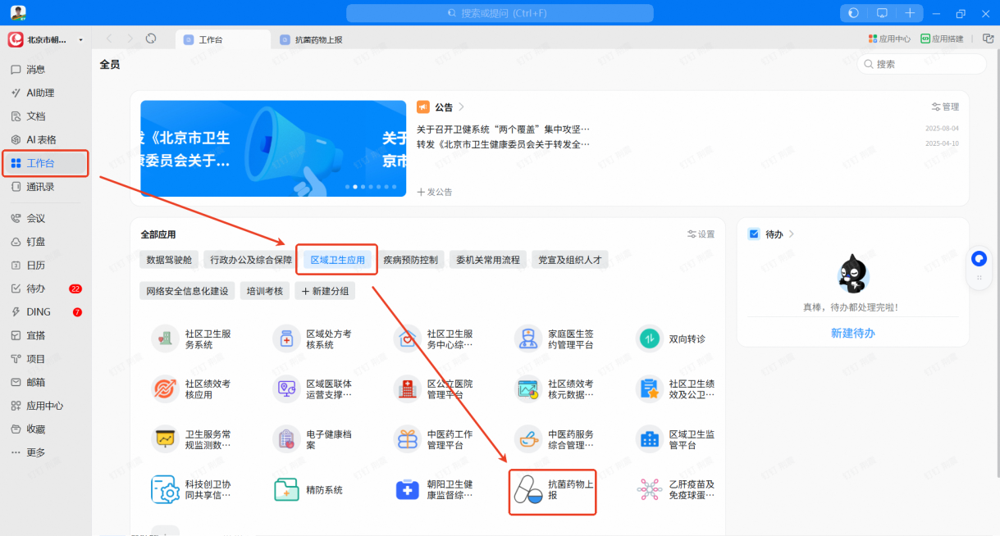 搜索或提问 (Ctrl+F)
北京市朝...
工作台
抗菌药物上报
应用中心
应用搭建
消息
AI助理
文档
AI 表格
工作台
通讯录
会议
钉盘
日历
待办
22
DING
7
宜搭
项目
邮箱
应用中心
收藏
更多
全员
搜索
发《北京市卫生
康委员会关于...
关于
京市
公告
管理
关于召开卫健系统“两个覆盖”集中攻坚…
2025-08-04
转发《北京市卫生健康委员会关于转发全…
2025-04-10
发公告
全部应用
设置
数据驾驶舱
行政办公及综合保障
区域卫生应用
疾病预防控制
委机关常用流程
党宣及组织人才
网络安全信息化建设
培训考核
新建分组
社区卫生服
务系统
区域处方考
核系统
社区卫生服
务中心综…
家庭医生签
约管理平台
双向转诊
社区绩效考
核应用
区域医联体
运营支撑…
区公立医院
管理平台
社区绩效考
核元数据…
社区卫生绩
效及公卫…
卫生服务常
规监测数…
电子健康档
案
中医药工作
管理平台
中医药服务
综合管理…
区域卫生监
管平台
科技创卫协
同共享信…
精防系统
朝阳卫生健
康监督综…
抗菌药物上
报
乙肝疫苗及
免疫球蛋…
待办
真棒，待办都处理完啦！
新建待办